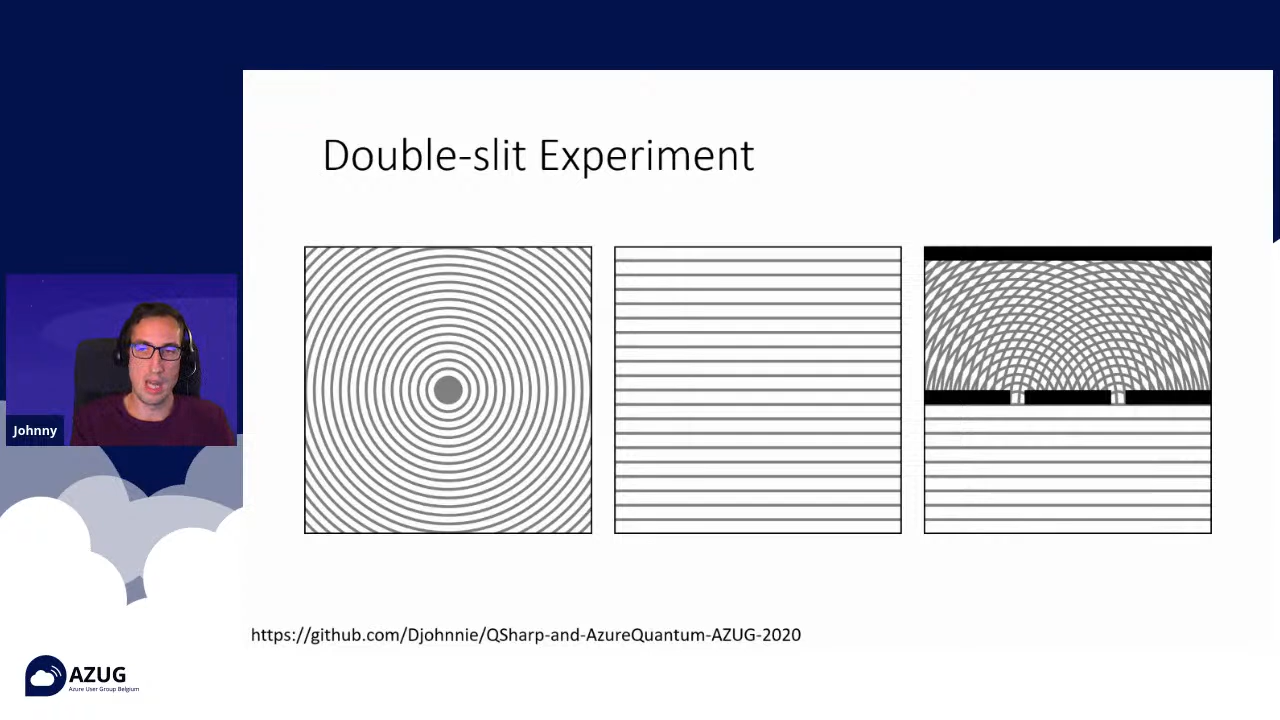 Double-slit Experiment
Johnny
https://github.com/Djohnnie/QSharp-and-AzureQuantum-AZUG-2020
AZUG
Azure User Group Belgium